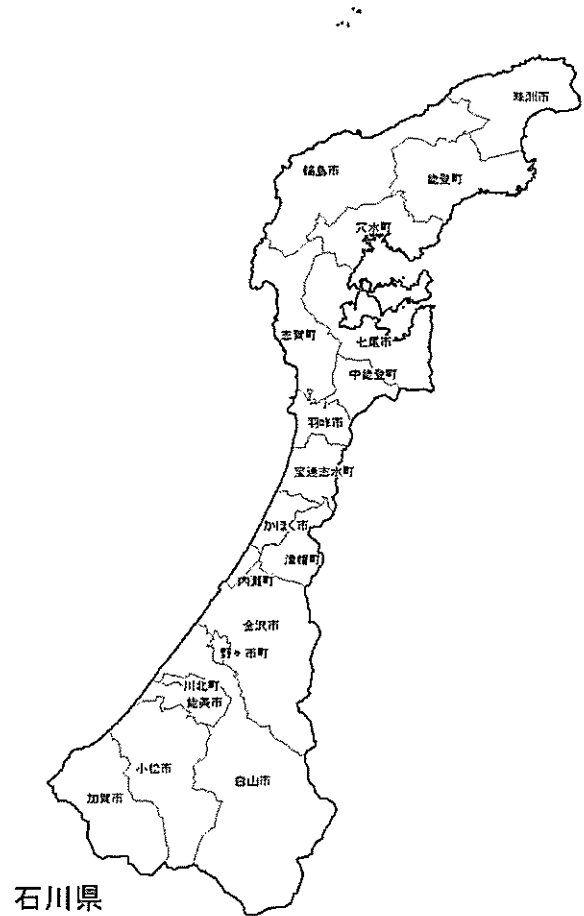 珠洲市
輪島市
能登町
穴水町
志賀町
七尾市
中能登町
羽咋市
宝達志水町
かほく市
津幡町
内灘町
金沢市
野々市町
川北町
能美市
小松市
白山市
加賀市
石川県